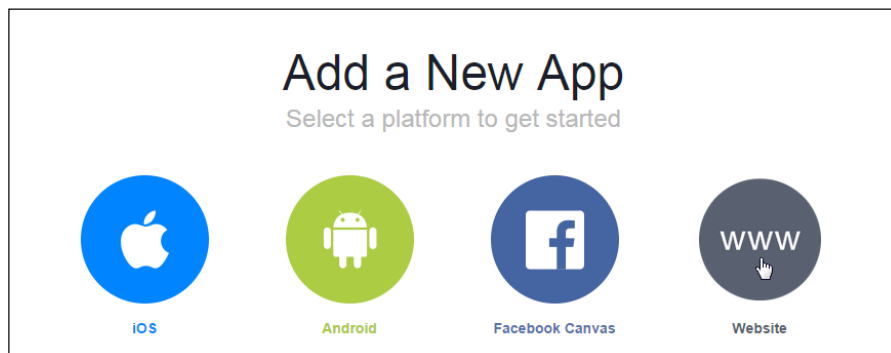 Add a New App
Select a platform to get started
www
iOS
Android
Facebook Canvas
Website